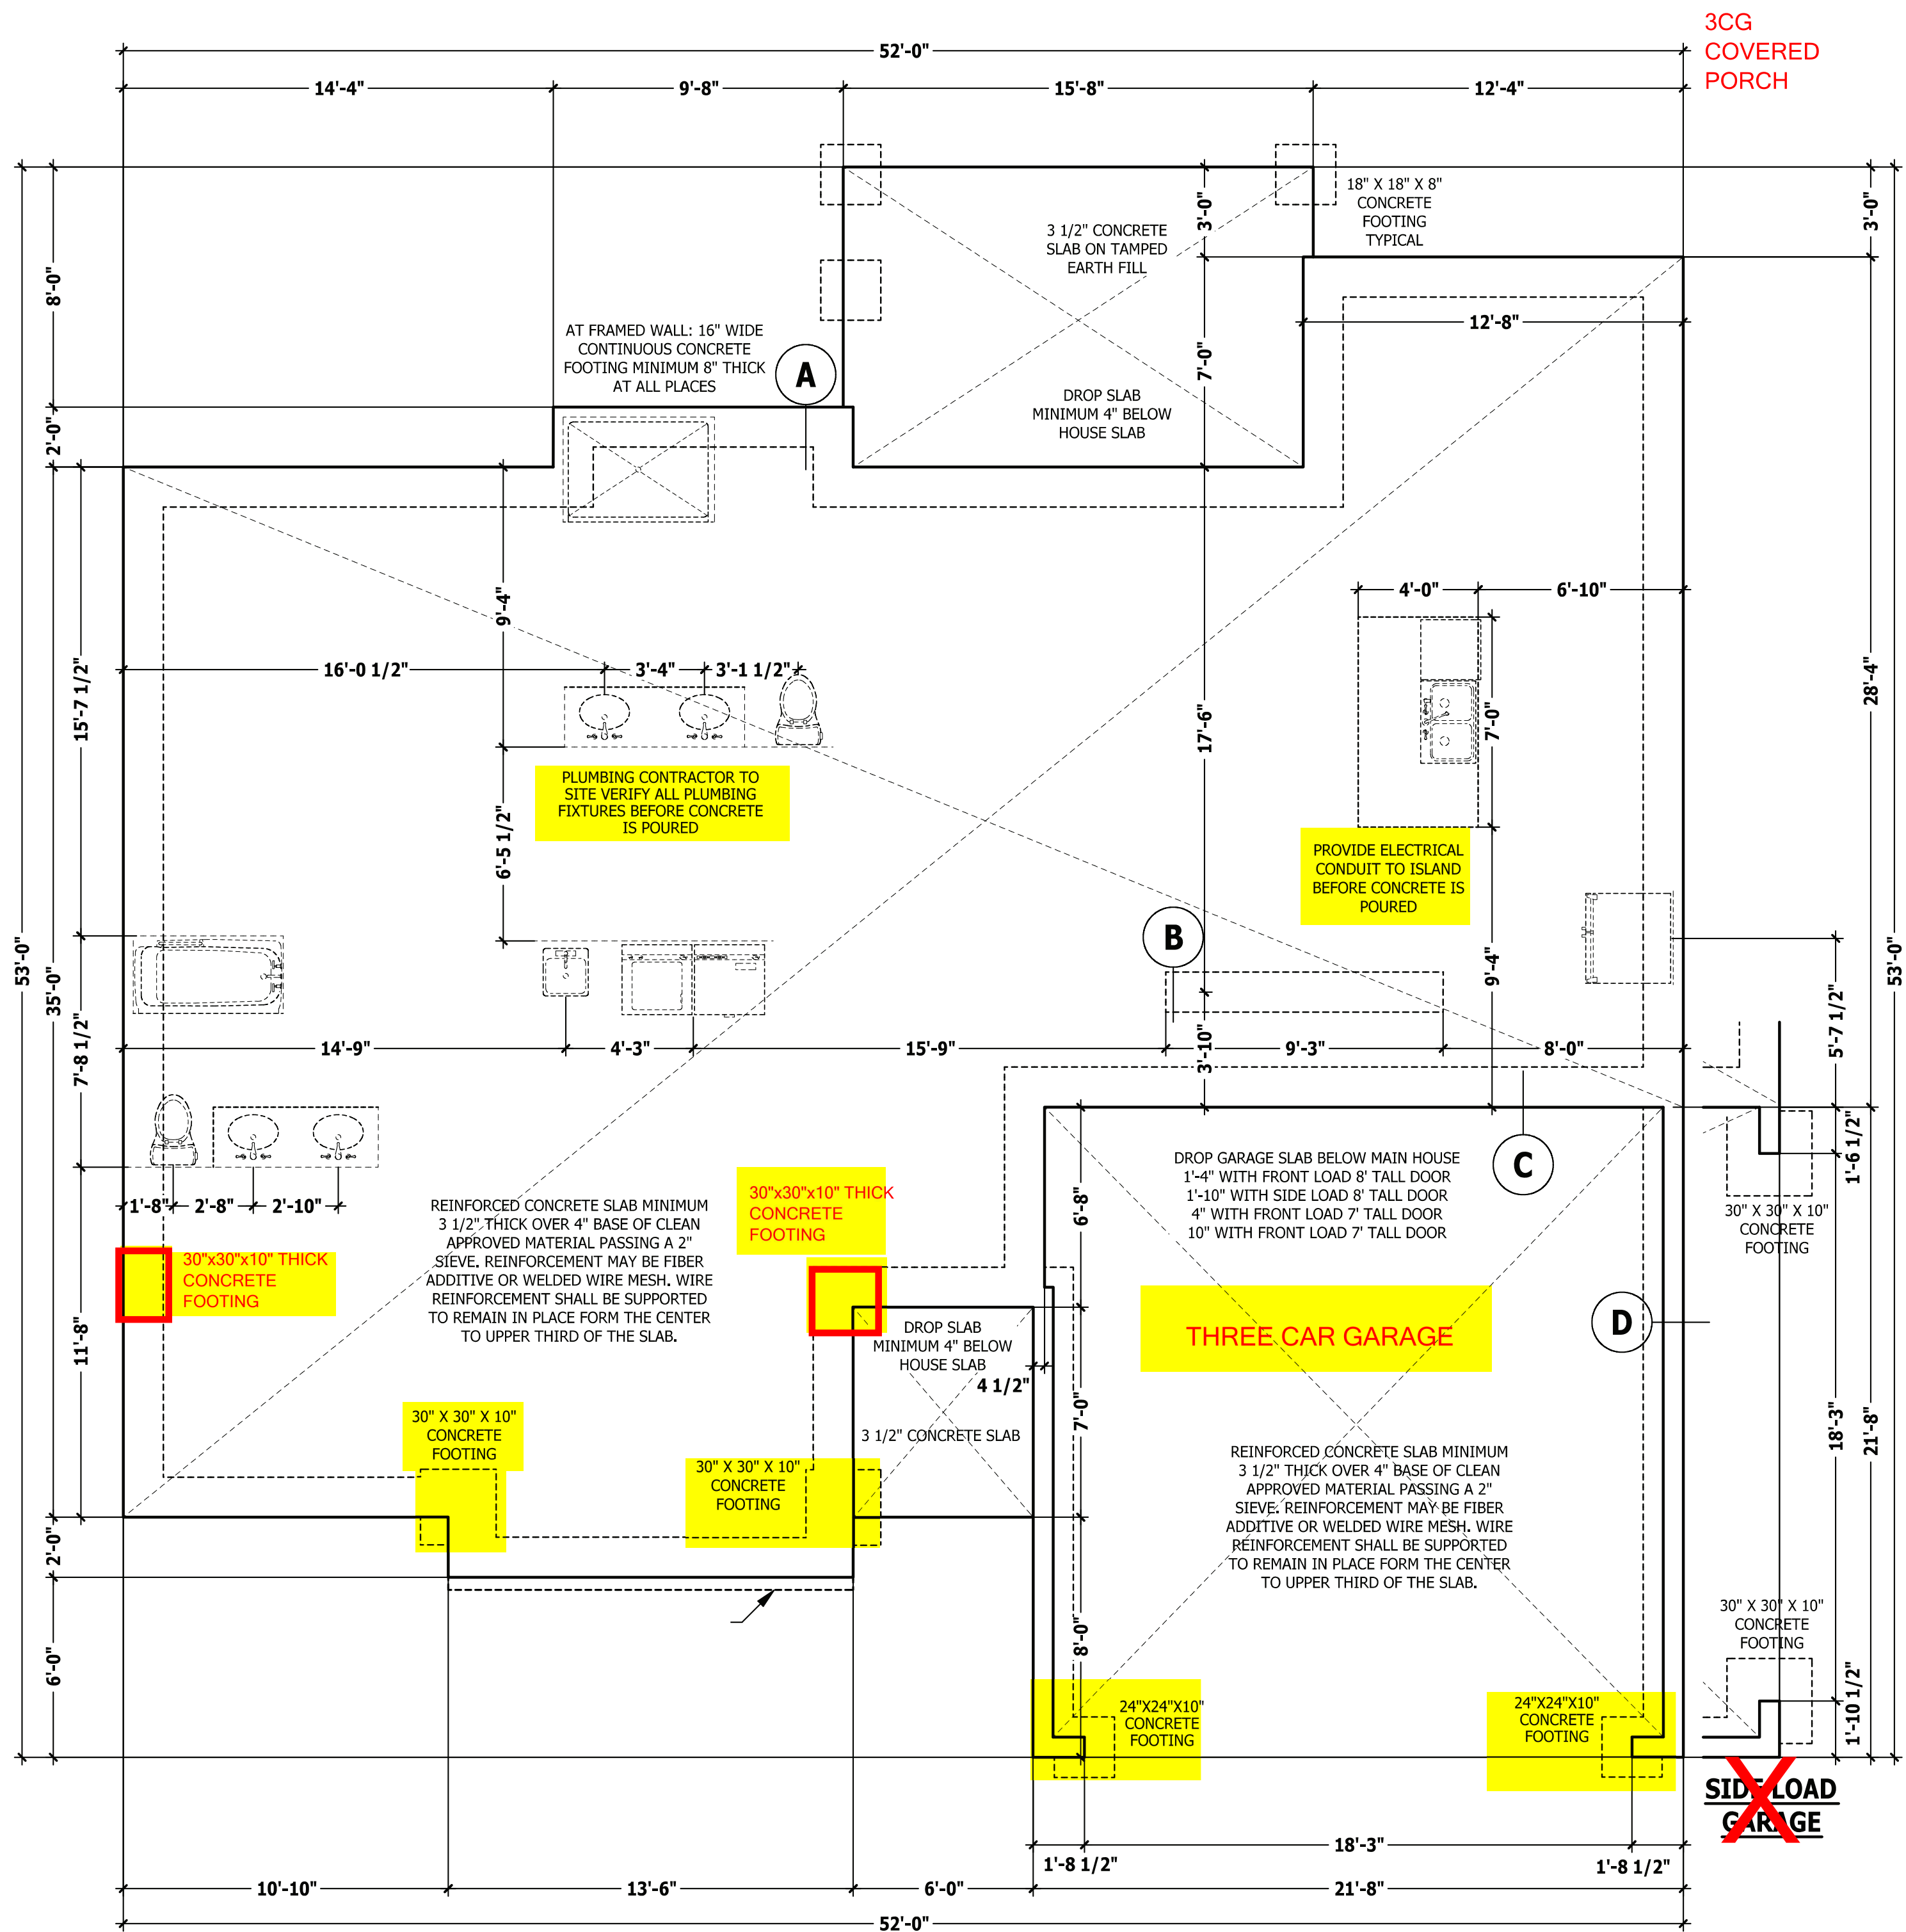 3CG
COVERED
PORCH
52'-0"
14'-4"
9'-8"
15'-8"
12'-4"
18" X 18" X 8"
CONCRETE
FOOTING
TYPICAL
3'-0"
3'-0"
3 1/2" CONCRETE
SLAB ON TAMPED
EARTH FILL
8'-0"
AT FRAMED WALL: 16" WIDE
CONTINUOUS CONCRETE
FOOTING MINIMUM 8" THICK
AT ALL PLACES
A
12'-8"
7'-0"
DROP SLAB
MINIMUM 4" BELOW
HOUSE SLAB
2'-0"
9'-4"
4'-0"
6'-10"
16'-0 1/2"
3'-4"
3'-1 1/2"
15'-7 1/2"
28'-4"
17'-6"
7'-0"
PLUMBING CONTRACTOR TO
SITE VERIFY ALL PLUMBING
FIXTURES BEFORE CONCRETE
IS POURED
6'-5 1/2"
PROVIDE ELECTRICAL
CONDUIT TO ISLAND
BEFORE CONCRETE IS
POURED
B
53'-0"
35'-0"
9'-4"
53'-0"
7'-8 1/2"
5'-7 1/2"
14'-9"
4'-3"
15'-9"
3'-10"
9'-3"
8'-0"
1'-6 1/2"
DROP GARAGE SLAB BELOW MAIN HOUSE
1'-4" WITH FRONT LOAD 8' TALL DOOR
1'-10" WITH SIDE LOAD 8' TALL DOOR
4" WITH FRONT LOAD 7' TALL DOOR
10" WITH FRONT LOAD 7' TALL DOOR
C
1'-8"
2'-8"
2'-10"
6'-8"
30" X 30" X 10"
CONCRETE
FOOTING
30"x30"x10" THICK
CONCRETE
FOOTING
REINFORCED CONCRETE SLAB MINIMUM
3 1/2" THICK OVER 4" BASE OF CLEAN
APPROVED MATERIAL PASSING A 2"
SIEVE. REINFORCEMENT MAY BE FIBER
ADDITIVE OR WELDED WIRE MESH. WIRE
REINFORCEMENT SHALL BE SUPPORTED
TO REMAIN IN PLACE FORM THE CENTER
TO UPPER THIRD OF THE SLAB.
30"x30"x10" THICK
CONCRETE
FOOTING
11'-8"
DROP SLAB
MINIMUM 4" BELOW
HOUSE SLAB
4 1/2"
THREE CAR GARAGE
D
30" X 30" X 10"
CONCRETE
FOOTING
7'-0"
3 1/2" CONCRETE SLAB
18'-3"
21'-8"
30" X 30" X 10"
CONCRETE
FOOTING
REINFORCED CONCRETE SLAB MINIMUM
3 1/2" THICK OVER 4" BASE OF CLEAN
APPROVED MATERIAL PASSING A 2"
SIEVE. REINFORCEMENT MAY BE FIBER
ADDITIVE OR WELDED WIRE MESH. WIRE
REINFORCEMENT SHALL BE SUPPORTED
TO REMAIN IN PLACE FORM THE CENTER
TO UPPER THIRD OF THE SLAB.
2'-0"
6'-0"
8'-0"
30" X 30" X 10"
CONCRETE
FOOTING
24"X24"X10"
CONCRETE
FOOTING
24"X24"X10"
CONCRETE
FOOTING
1'-10 1/2"
SIDE LOAD
GARAGE
18'-3"
1'-8 1/2"
1'-8 1/2"
10'-10"
13'-6"
6'-0"
21'-8"
52'-0"